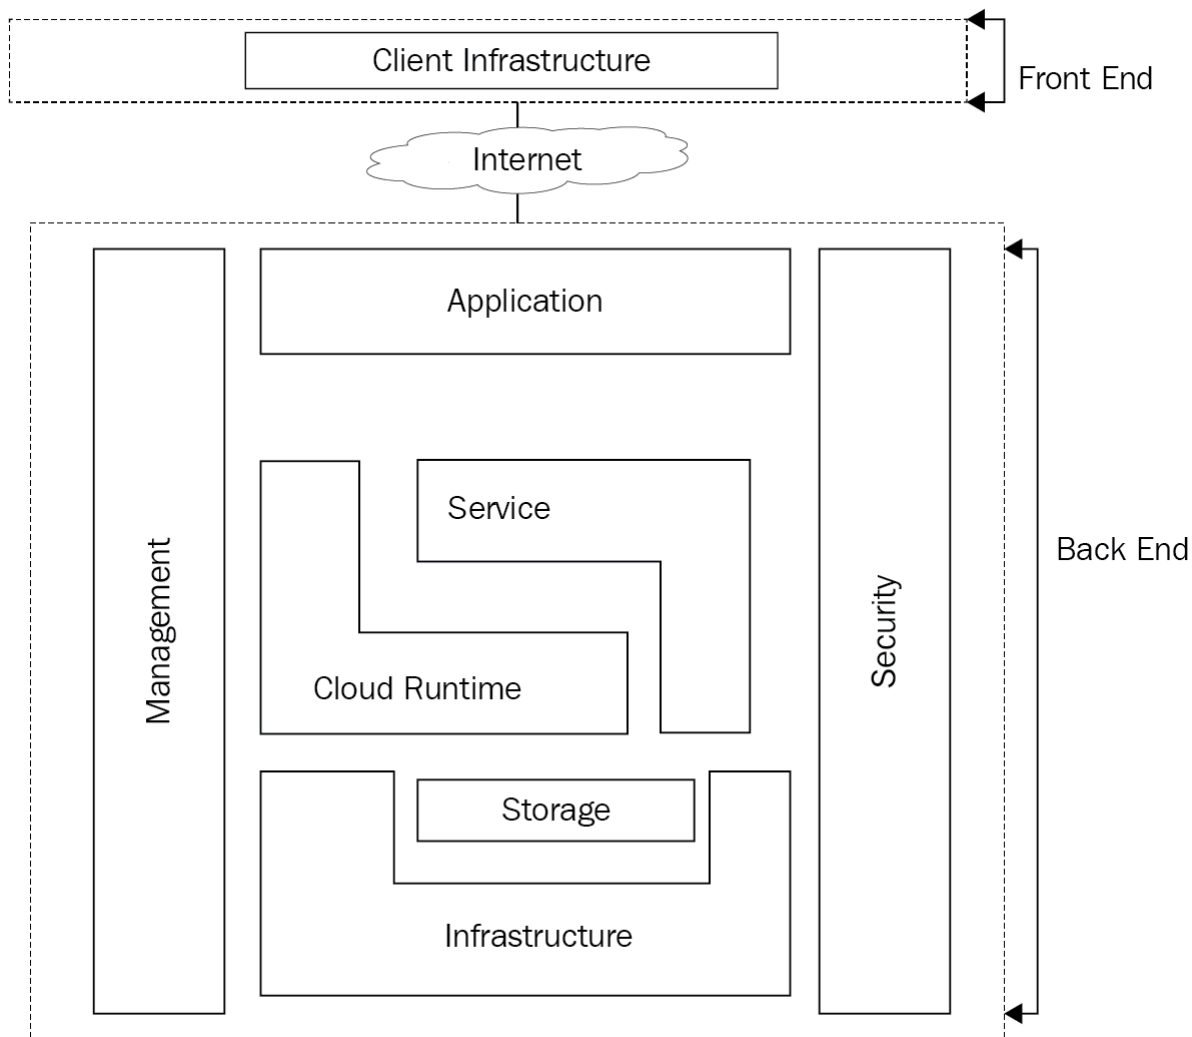 Client Infrastructure
Front End
Internet
Application
Service
Back End
Management
Security
Cloud Runtime
Storage
Infrastructure